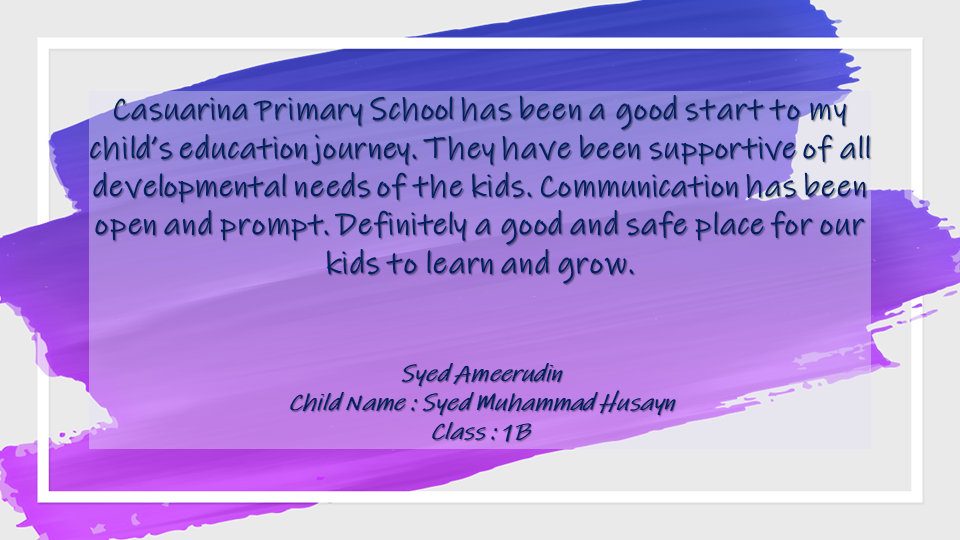 Casuarina Primary School has been a good start to my
child's education journey. They have been supportive of all
developmental needs of the kids. Communication has been
open and prompt. Definitely a good and safe place for our
kids to learn and grow.
Syed Ameerudin
Child Name : Syed Muhammad Husayn
Class : 1B